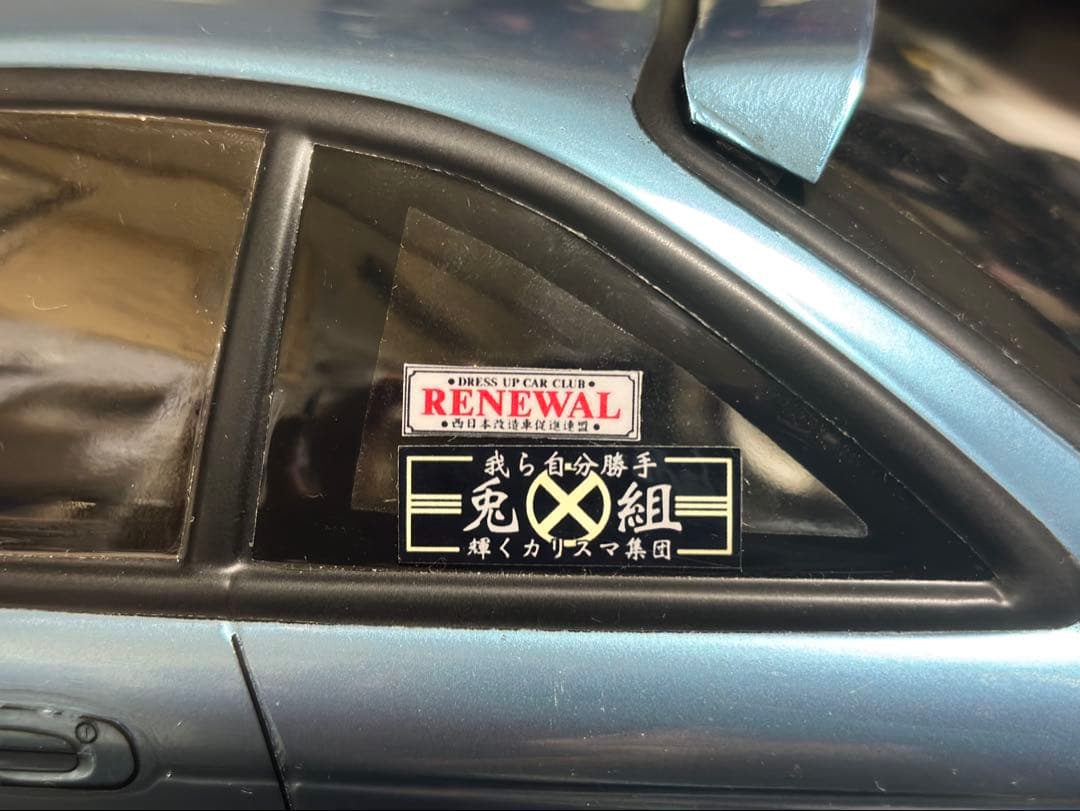 •DRESS UP CAR CLUB•
RENEWAL
•西日本改造車促進連盟•
我ら自分勝手
兎 組
輝くカリスマ集団